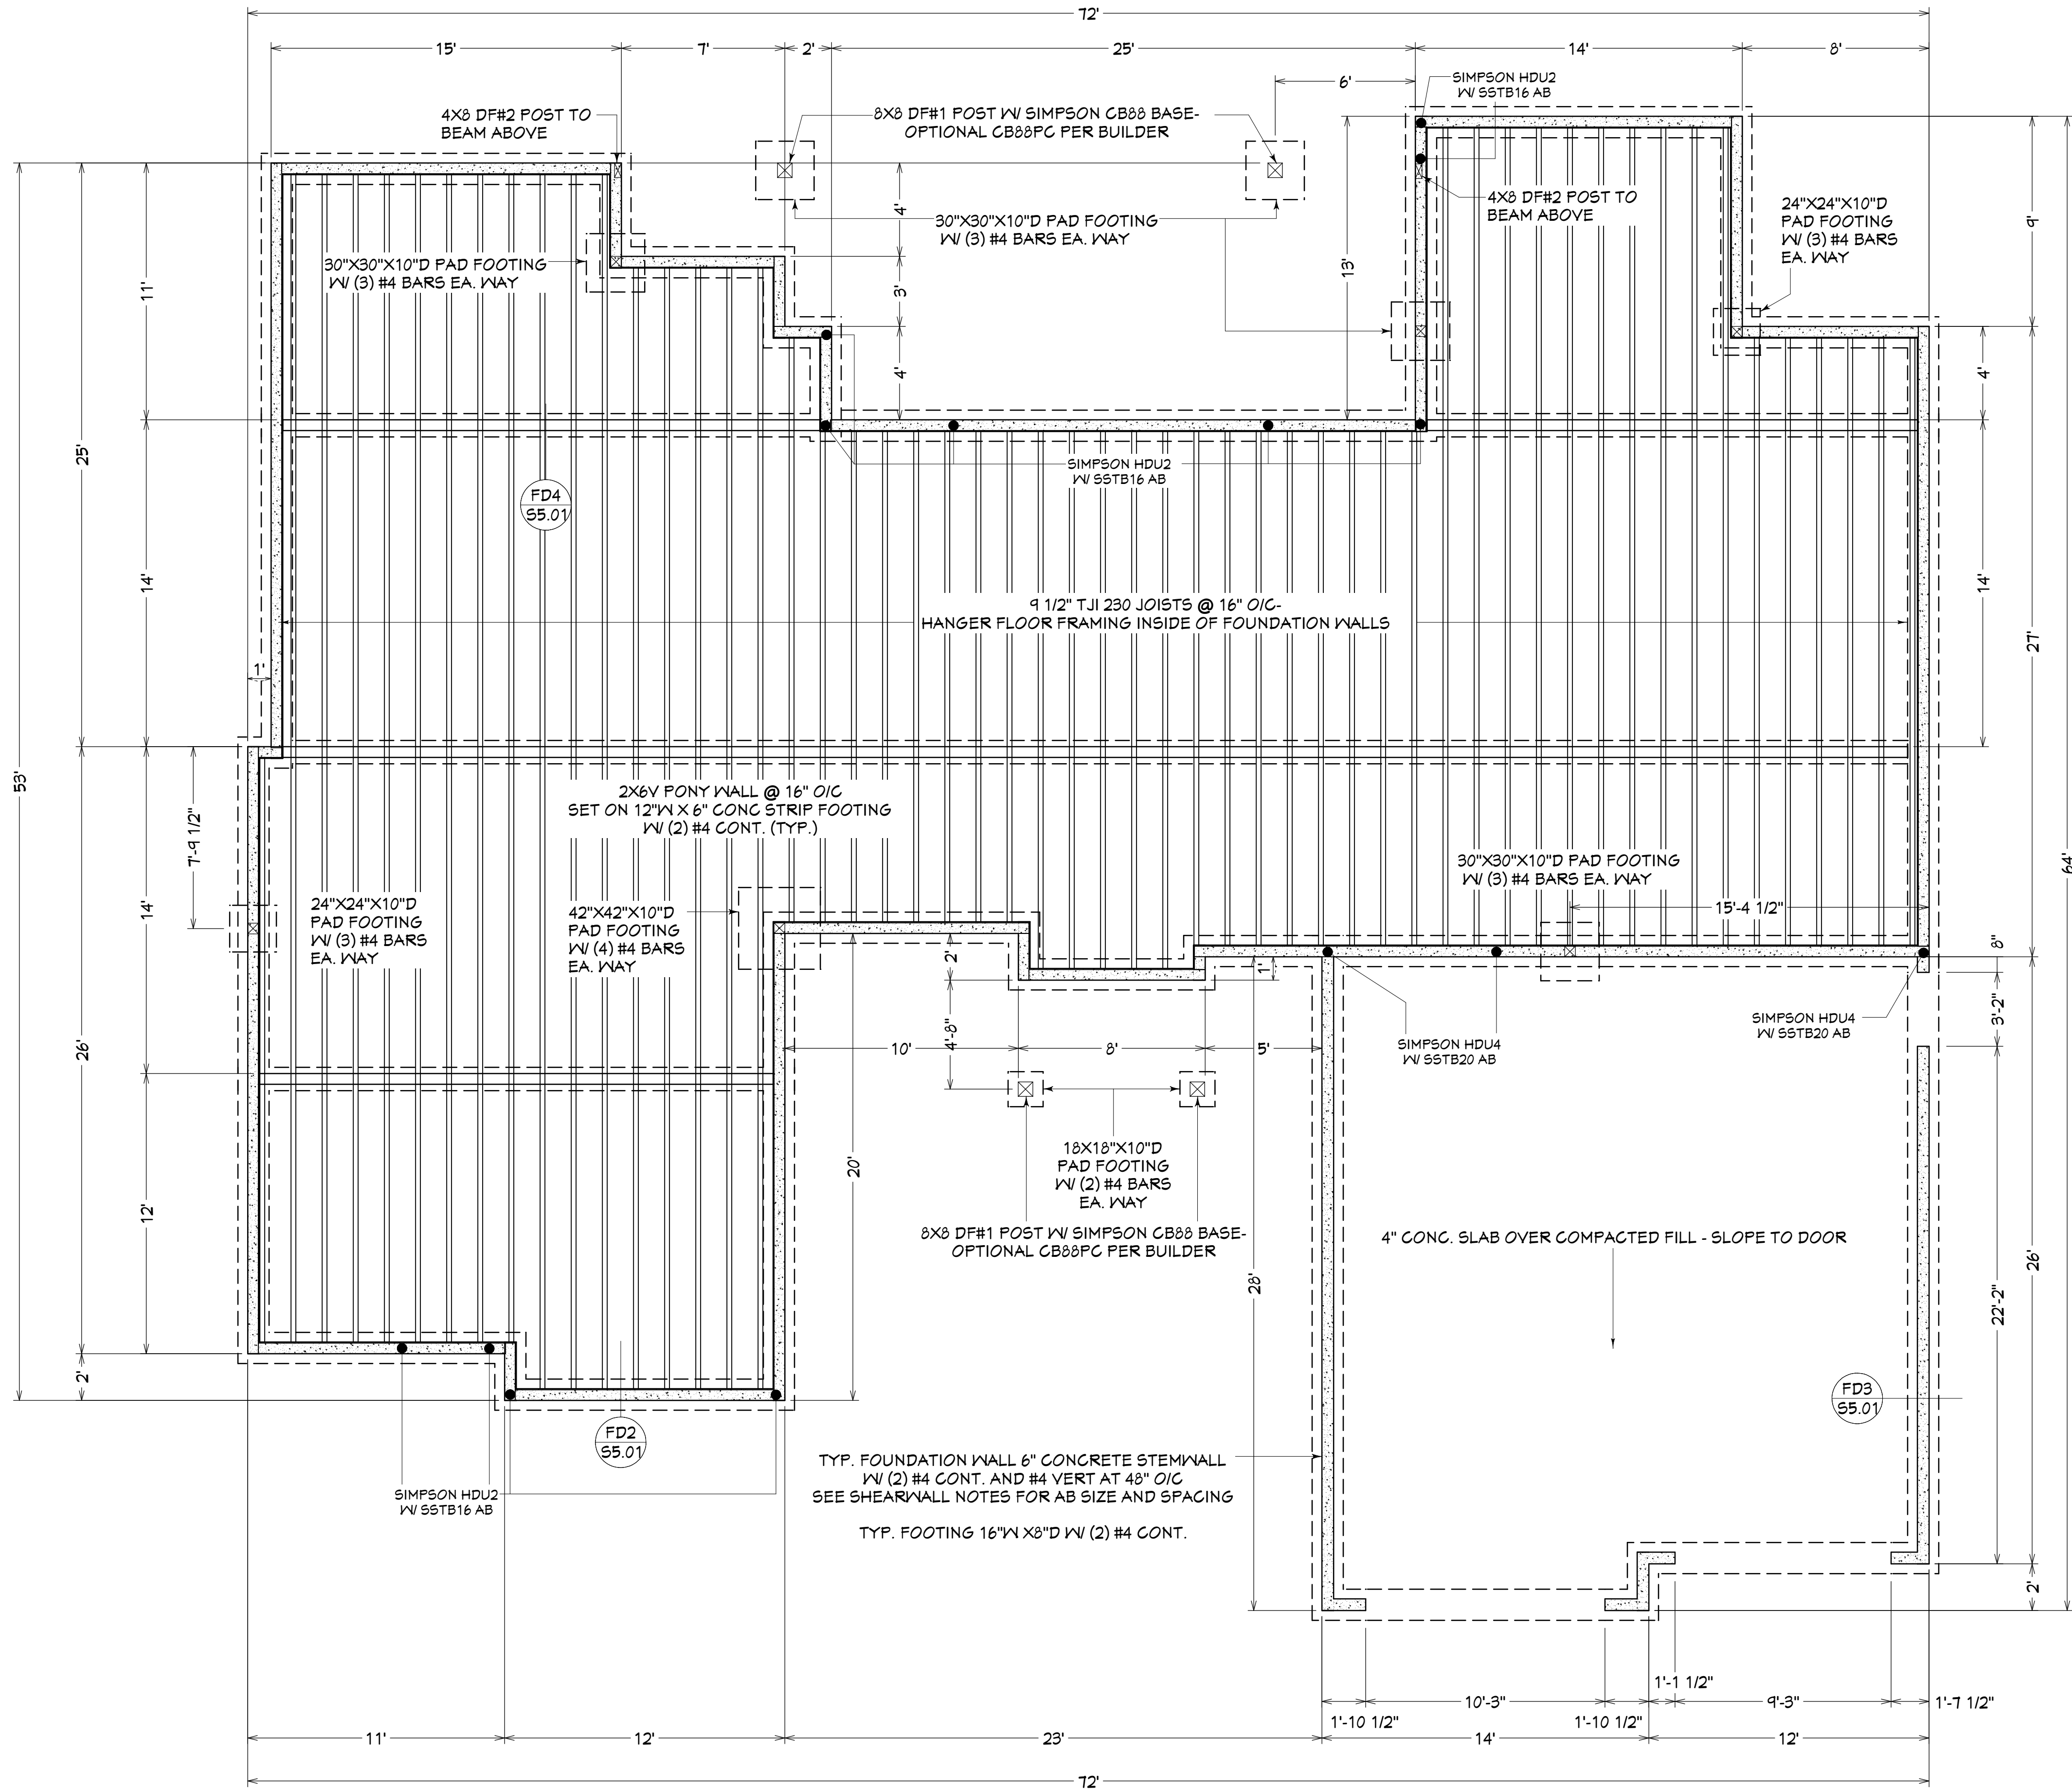 72'
15'
7'
2'
25'
14'
8'
6'
SIMPSON HDU2
W/ SSTB16 AB
4X8 DF#2 POST TO
BEAM ABOVE
8X8 DF#1 POST W/ SIMPSON CB88 BASE-
OPTIONAL CB88PC PER BUILDER
4X8 DF#2 POST TO
BEAM ABOVE
24"X24"X10"D
PAD FOOTING
W/ (3) #4 BARS
EA. WAY
30"X30"X10"D PAD FOOTING
W/ (3) #4 BARS EA. WAY
30"X30"X10"D PAD FOOTING
W/ (3) #4 BARS EA. WAY
4'
9'
13'
11'
3'
4'
4'
25'
SIMPSON HDU2
W/ SSTB16 AB
FD4
S5.01
14'
14'
9 1/2" TJI 230 JOISTS @ 16" O/C-
HANGER FLOOR FRAMING INSIDE OF FOUNDATION WALLS
27'
1'
53'
64'
2X6V PONY WALL @ 16" O/C
SET ON 12"W X 6" CONC STRIP FOOTING
W/ (2) #4 CONT. (TYP.)
7'-9 1/2"
30"X30"X10"D PAD FOOTING
W/ (3) #4 BARS EA. WAY
15'-4 1/2"
24"X24"X10"D
PAD FOOTING
W/ (3) #4 BARS
EA. WAY
42"X42"X10"D
PAD FOOTING
W/ (4) #4 BARS
EA. WAY
14'
2'
1'
8"
3'-2"
SIMPSON HDU4
W/ SSTB20 AB
SIMPSON HDU4
W/ SSTB20 AB
26'
4'-8"
10'
8'
5'
18X18"X10"D
PAD FOOTING
W/ (2) #4 BARS
EA. WAY
20'
12'
8X8 DF#1 POST W/ SIMPSON CB88 BASE-
OPTIONAL CB88PC PER BUILDER
4" CONC. SLAB OVER COMPACTED FILL - SLOPE TO DOOR
28'
26'
22'-2"
2'
FD3
S5.01
FD2
S5.01
TYP. FOUNDATION WALL 6" CONCRETE STEMWALL
W/ (2) #4 CONT. AND #4 VERT AT 48" O/C
SEE SHEARWALL NOTES FOR AB SIZE AND SPACING
TYP. FOOTING 16"W X8"D W/ (2) #4 CONT.
SIMPSON HDU2
W/ SSTB16 AB
2'
1'-1 1/2"
10'-3"
9'-3"
1'-7 1/2"
1'-10 1/2"
1'-10 1/2"
11'
12'
23'
14'
12'
72'